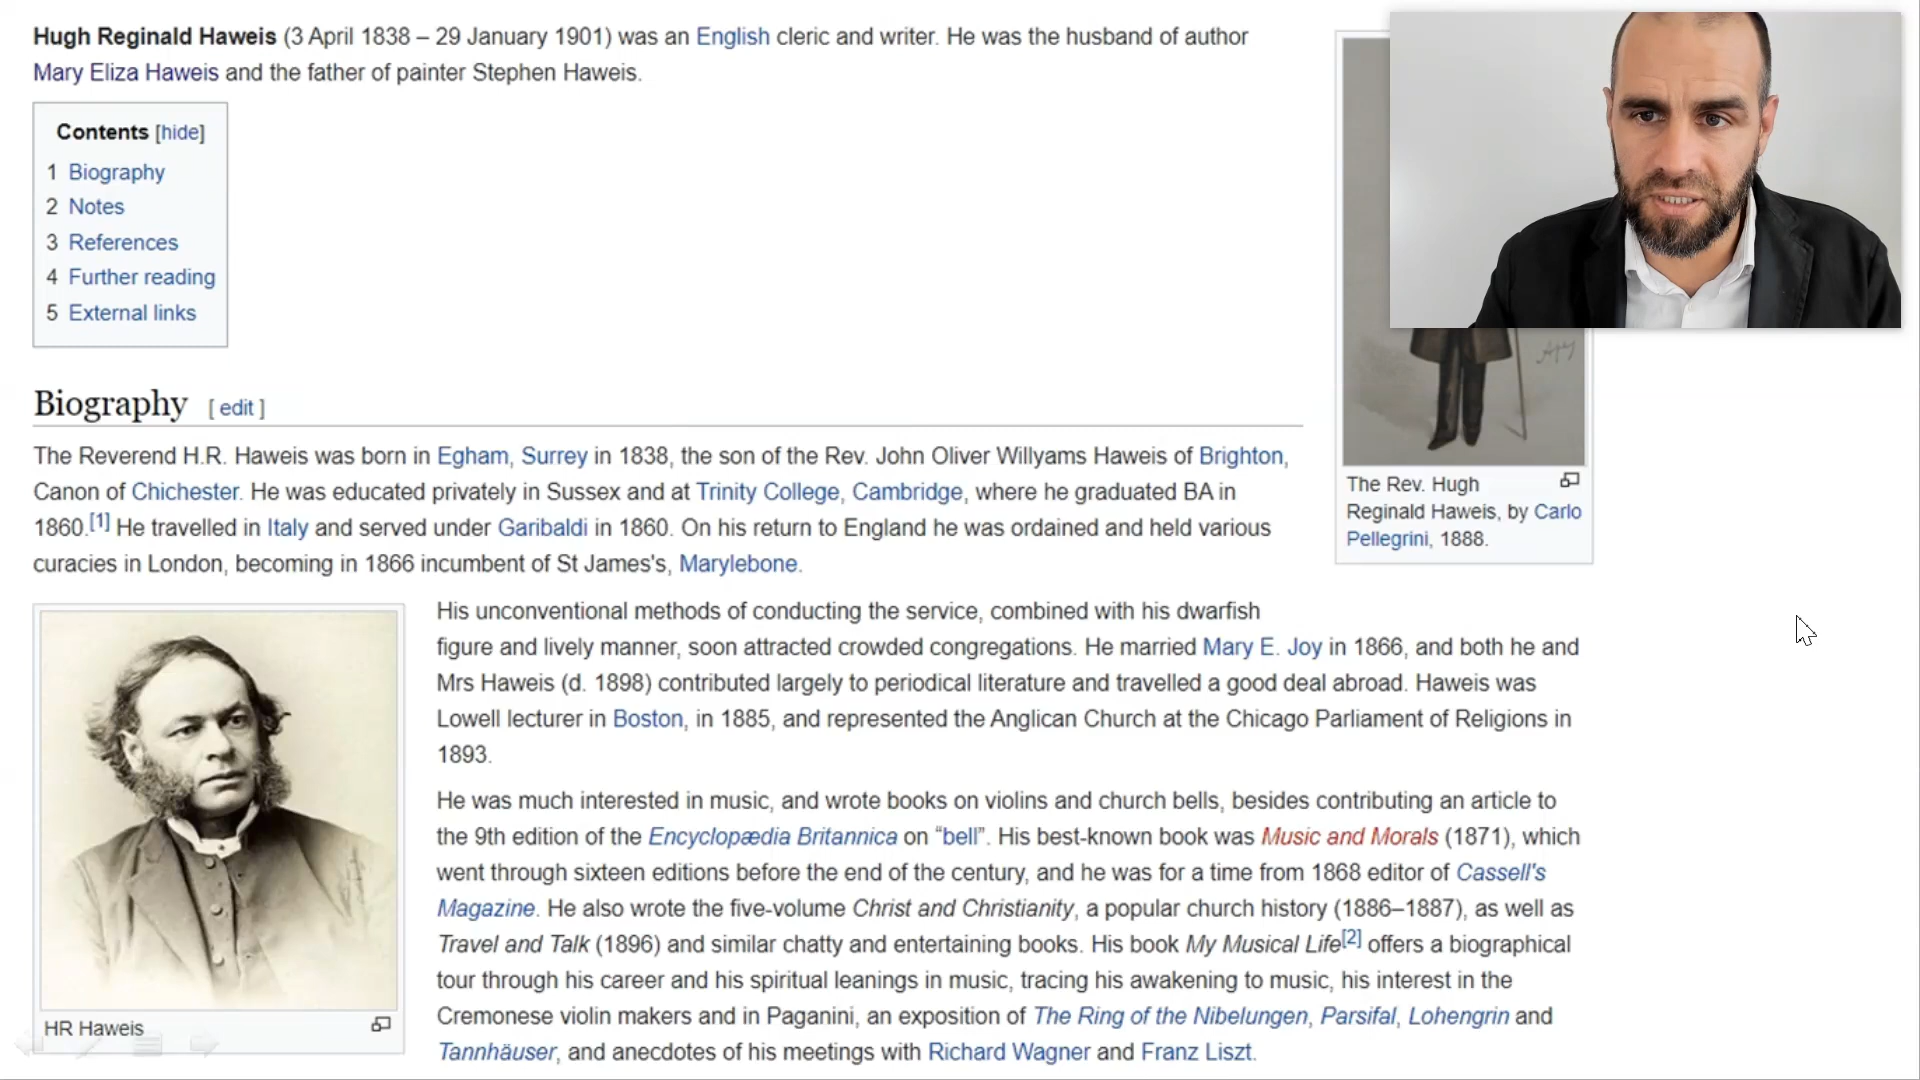 Hugh Reginald Haweis (3 April 1838 – 29 January 1901) was an English cleric and writer. He was the husband of author
Mary Eliza Haweis and the father of painter Stephen Haweis.
Contents [hide]
1 Biography
2 Notes
3 References
4 Further reading
5 External links
Biography [ edit ]
The Reverend H.R. Haweis was born in Egham, Surrey in 1838, the son of the Rev. John Oliver Willyams Haweis of Brighton,
Canon of Chichester. He was educated privately in Sussex and at Trinity College, Cambridge, where he graduated BA in
1860.[1] He travelled in Italy and served under Garibaldi in 1860. On his return to England he was ordained and held various
curacies in London, becoming in 1866 incumbent of St James's, Marylebone.
The Rev. Hugh
Reginald Haweis, by Carlo
Pellegrini, 1888.
His unconventional methods of conducting the service, combined with his dwarfish
figure and lively manner, soon attracted crowded congregations. He married Mary E. Joy in 1866, and both he and
Mrs Haweis (d. 1898) contributed largely to periodical literature and travelled a good deal abroad. Haweis was
Lowell lecturer in Boston, in 1885, and represented the Anglican Church at the Chicago Parliament of Religions in
1893.
He was much interested in music, and wrote books on violins and church bells, besides contributing an article to
the 9th edition of the Encyclopædia Britannica on “bell”. His best-known book was Music and Morals (1871), which
went through sixteen editions before the end of the century, and he was for a time from 1868 editor of Cassell's
Magazine. He also wrote the five-volume Christ and Christianity, a popular church history (1886–1887), as well as
Travel and Talk (1896) and similar chatty and entertaining books. His book My Musical Life[2] offers a biographical
tour through his career and his spiritual leanings in music, tracing his awakening to music, his interest in the
Cremonese violin makers and in Paganini, an exposition of The Ring of the Nibelungen, Parsifal, Lohengrin and
Tannhäuser, and anecdotes of his meetings with Richard Wagner and Franz Liszt.
HR Haweis